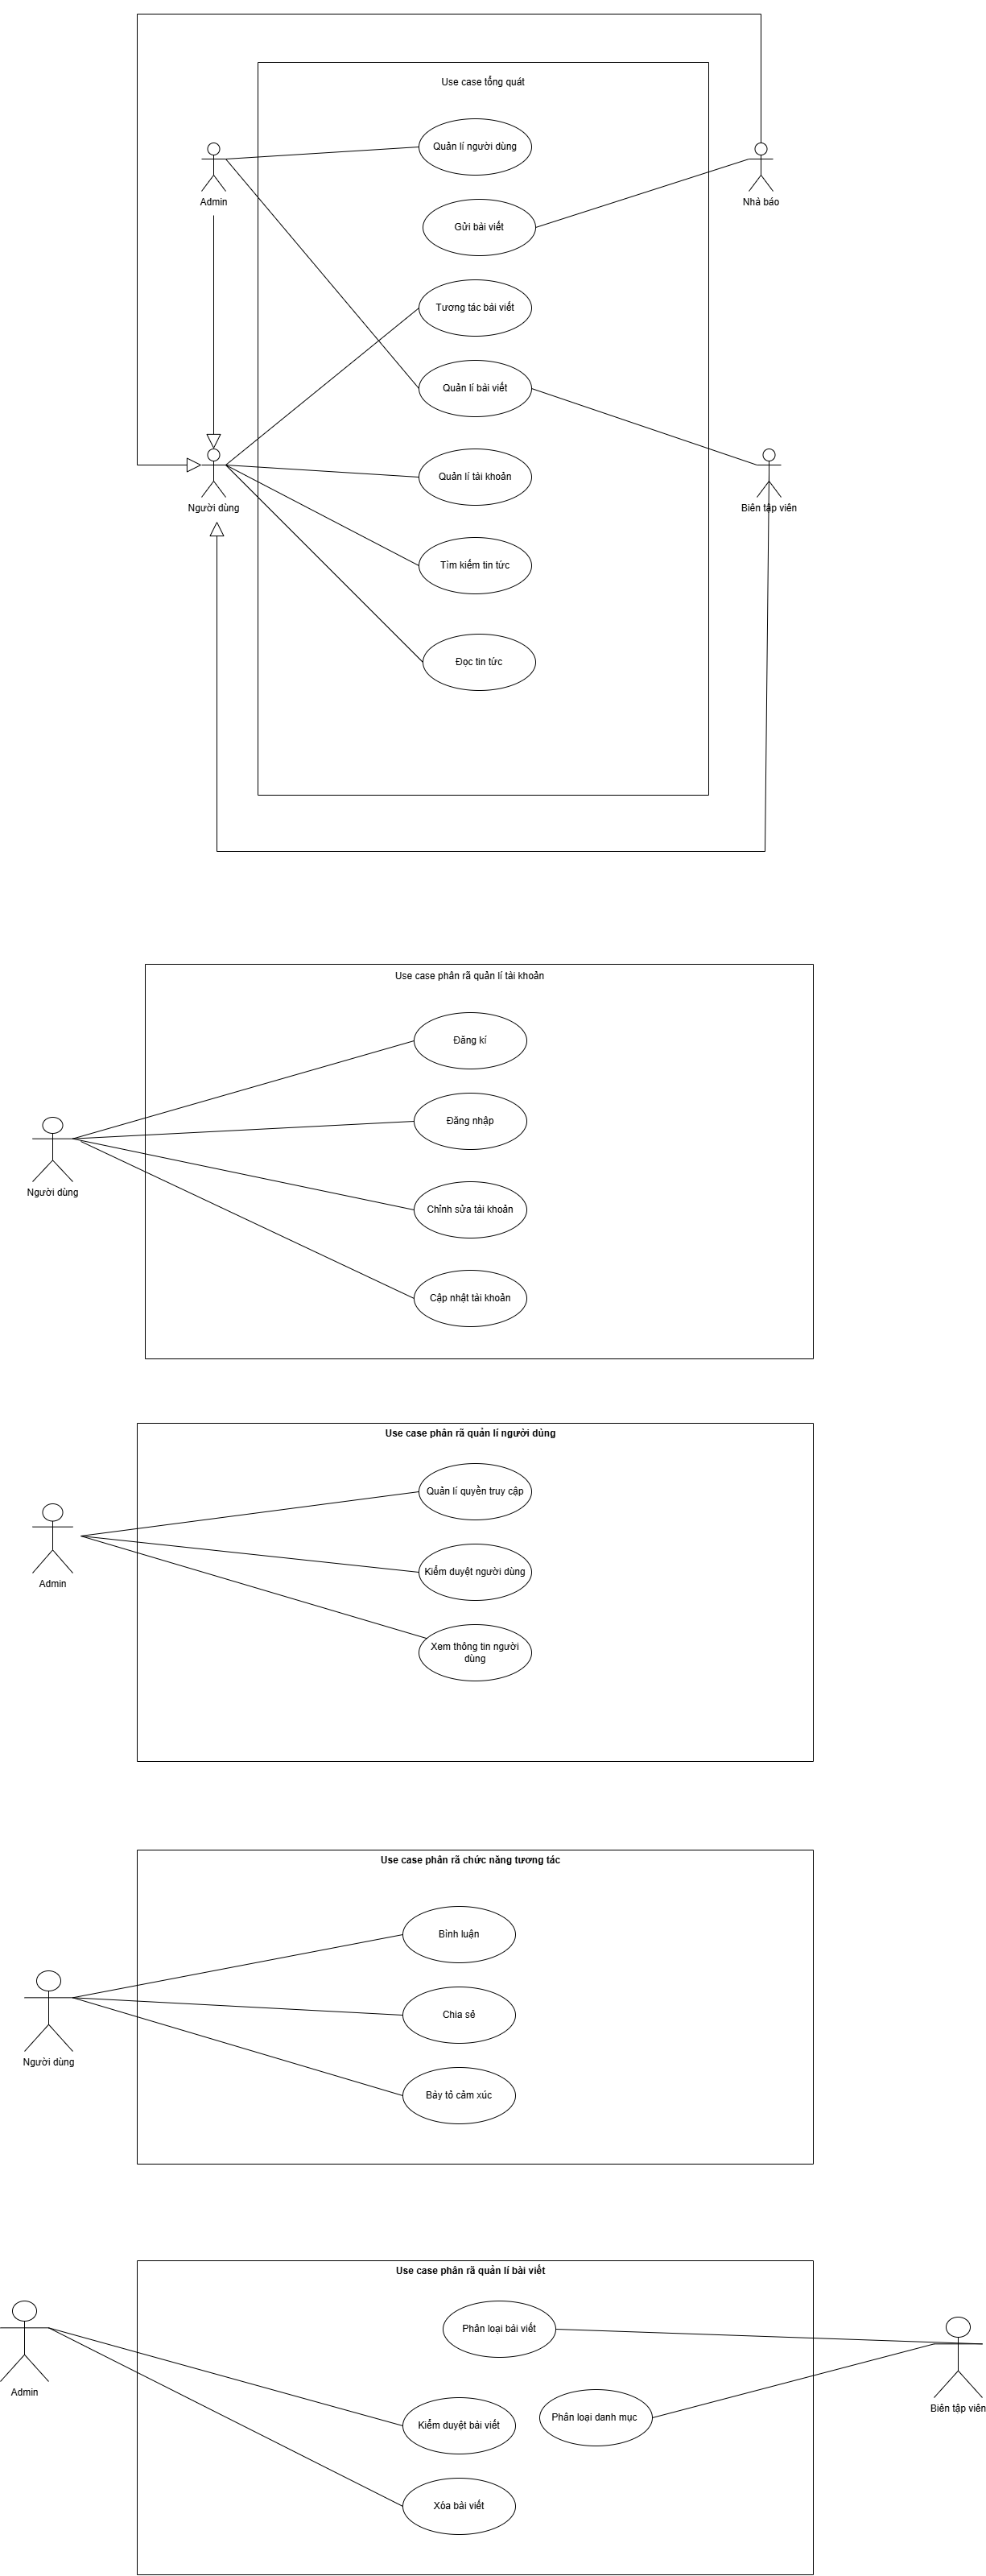 Use case tổng quát
Quản lí người dùng
Admin
Nhà báo
Gửi bài viết
Tương tác bài viết
Quản lí bài viết
Quản lí tài khoản
Người dùng
Biên tập viên
Tìm kiếm tin tức
Đọc tin tức
Use case phân rã quản lí tài khoản
Đăng kí
Đăng nhập
Người dùng
Chỉnh sửa tài khoản
Cập nhật tài khoản
Use case phân rã quản lí người dùng
Quản lí quyền truy cập
Kiểm duyệt người dùng
Admin
Xem thông tin người
dùng
Use case phân rã chức năng tương tác
Bình luận
Chia sẻ
Người dùng
Bày tỏ cảm xúc
Use case phân rã quản lí bài viết
Phân loại bài viết
Admin
Biên tập viên
Phân loại danh mục
Kiểm duyệt bài viết
Xóa bài viết